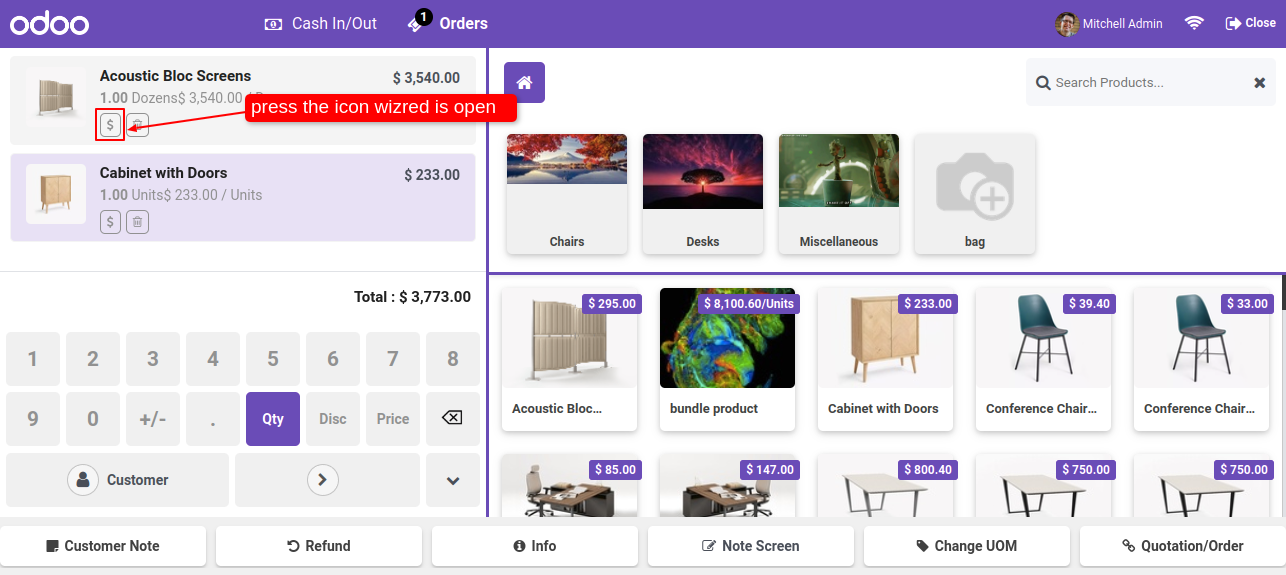 odoo
Cash In/Out
1
Orders
Mitchell Admin
Close
Acoustic Bloc Screens
$ 3,540.00
1.00 Dozens$ 3,540.00
press the icon wizred is open
$
Cabinet with Doors
$ 233.00
1.00 Units$ 233.00 / Units
$
Total : $ 3,773.00
1 2 3 4 5 6 7 8
9 0 +/- . Qty Disc Price
Customer
Search Products...
Chairs
Desks
Miscellaneous
bag
$ 295.00
Acoustic Bloc...
$ 8,100.60/Units
bundle product
$ 233.00
Cabinet with Doors
$ 39.40
Conference Chair...
$ 33.00
Conference Chair...
$ 85.00
$ 147.00
$ 800.40
$ 750.00
$ 750.00
Customer Note
Refund
Info
Note Screen
Change UOM
Quotation/Order